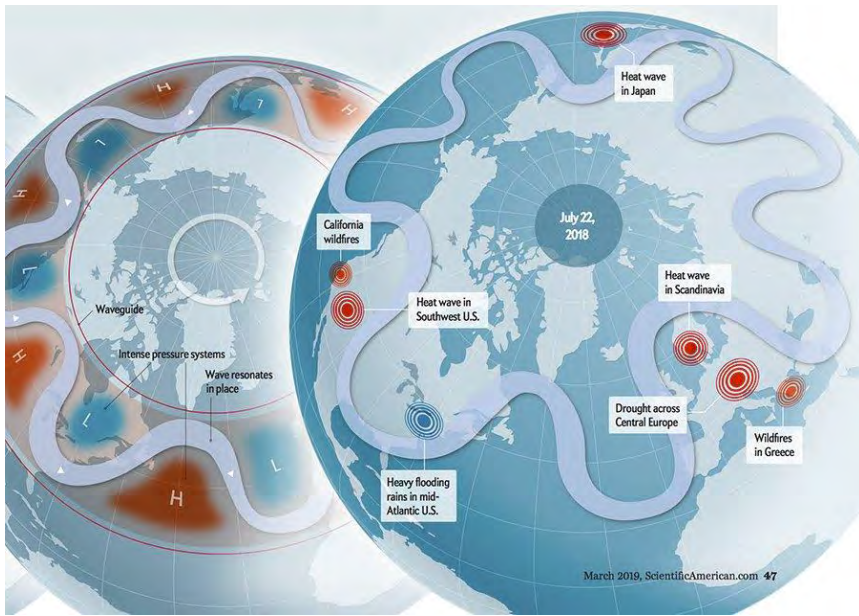 H
L
H
L
H
L
H
L
H
L
Waveguide
Intense pressure systems
Wave resonates
in place
July 22,
2018
Heat wave
in Japan
California
wildfires
Heat wave in
Southwest U.S.
Heat wave
in Scandinavia
Drought across
Central Europe
Wildfires
in Greece
Heavy flooding
rains in mid-
Atlantic U.S.
March 2019, ScientificAmerican.com 47